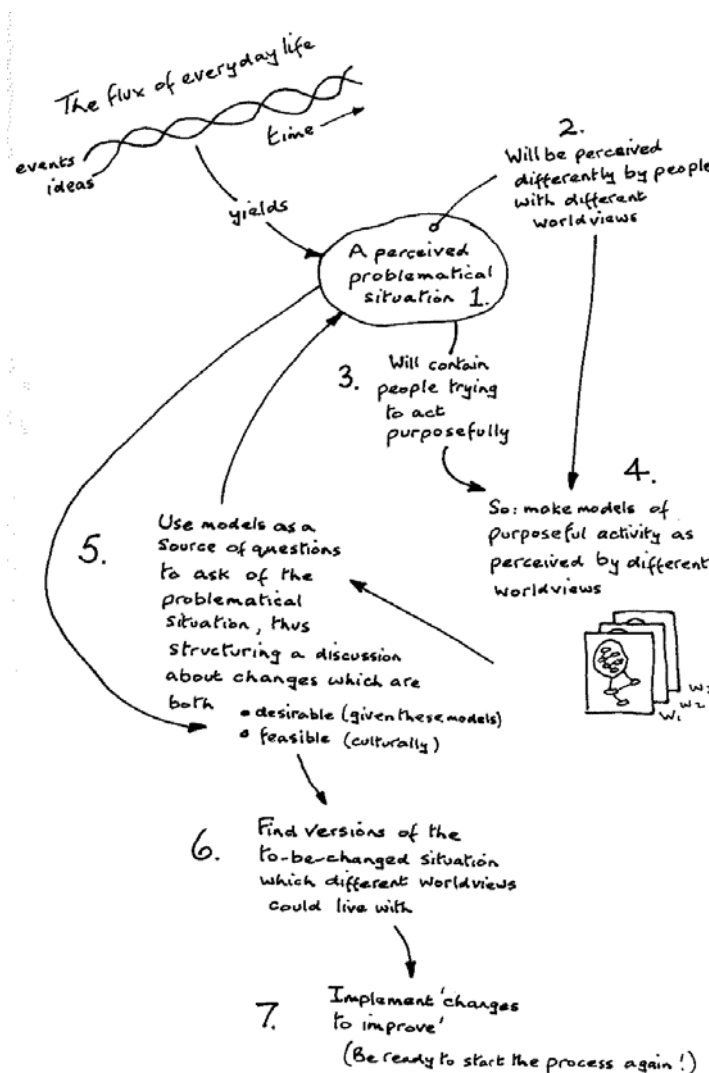 The flux of everyday life
time
events
ideas
yields
2.
Will be perceived
differently by people
with different
worldviews
A perceived
problematical
situation 1.
3.
Will contain
people trying
to act
purposefully
4.
So: make models of
purposeful activity as
perceived by different
worldviews
W1
W2
5.
Use models as a
source of questions
to ask of the
problematical
situation, thus
structuring a discussion
about changes which are
both
• desirable (given these models)
• feasible (culturally)
6.
Find versions of the
to-be-changed situation
which different worldviews
could live with
7.
Implement 'changes
to improve'
(Be ready to start the process again!)